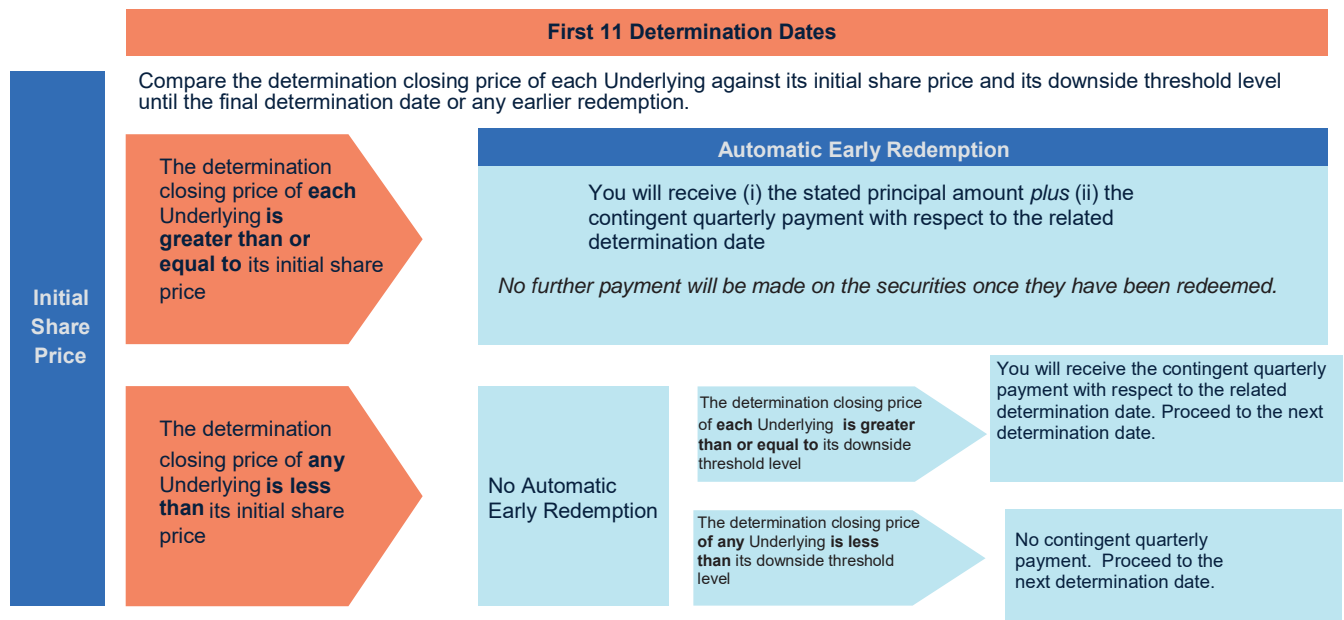 First 11 Determination Dates
Compare the determination closing price of each Underlying against its initial share price and its downside threshold level
until the final determination date or any earlier redemption.
Initial
Share
Price
The determination
closing price of each
Underlying is
greater than or
equal to its initial share
price
Automatic Early Redemption
You will receive (i) the stated principal amount plus (ii) the
contingent quarterly payment with respect to the related
determination date
No further payment will be made on the securities once they have been redeemed.
The determination
closing price of any
Underlying is less
than its initial share
price
No Automatic
Early Redemption
The determination closing price
of each Underlying is greater
than or equal to its downside
threshold level
You will receive the contingent quarterly
payment with respect to the related
determination date. Proceed to the next
determination date.
The determination closing price
of any Underlying is less
than its downside threshold
level
No contingent quarterly
payment. Proceed to the
next determination date.